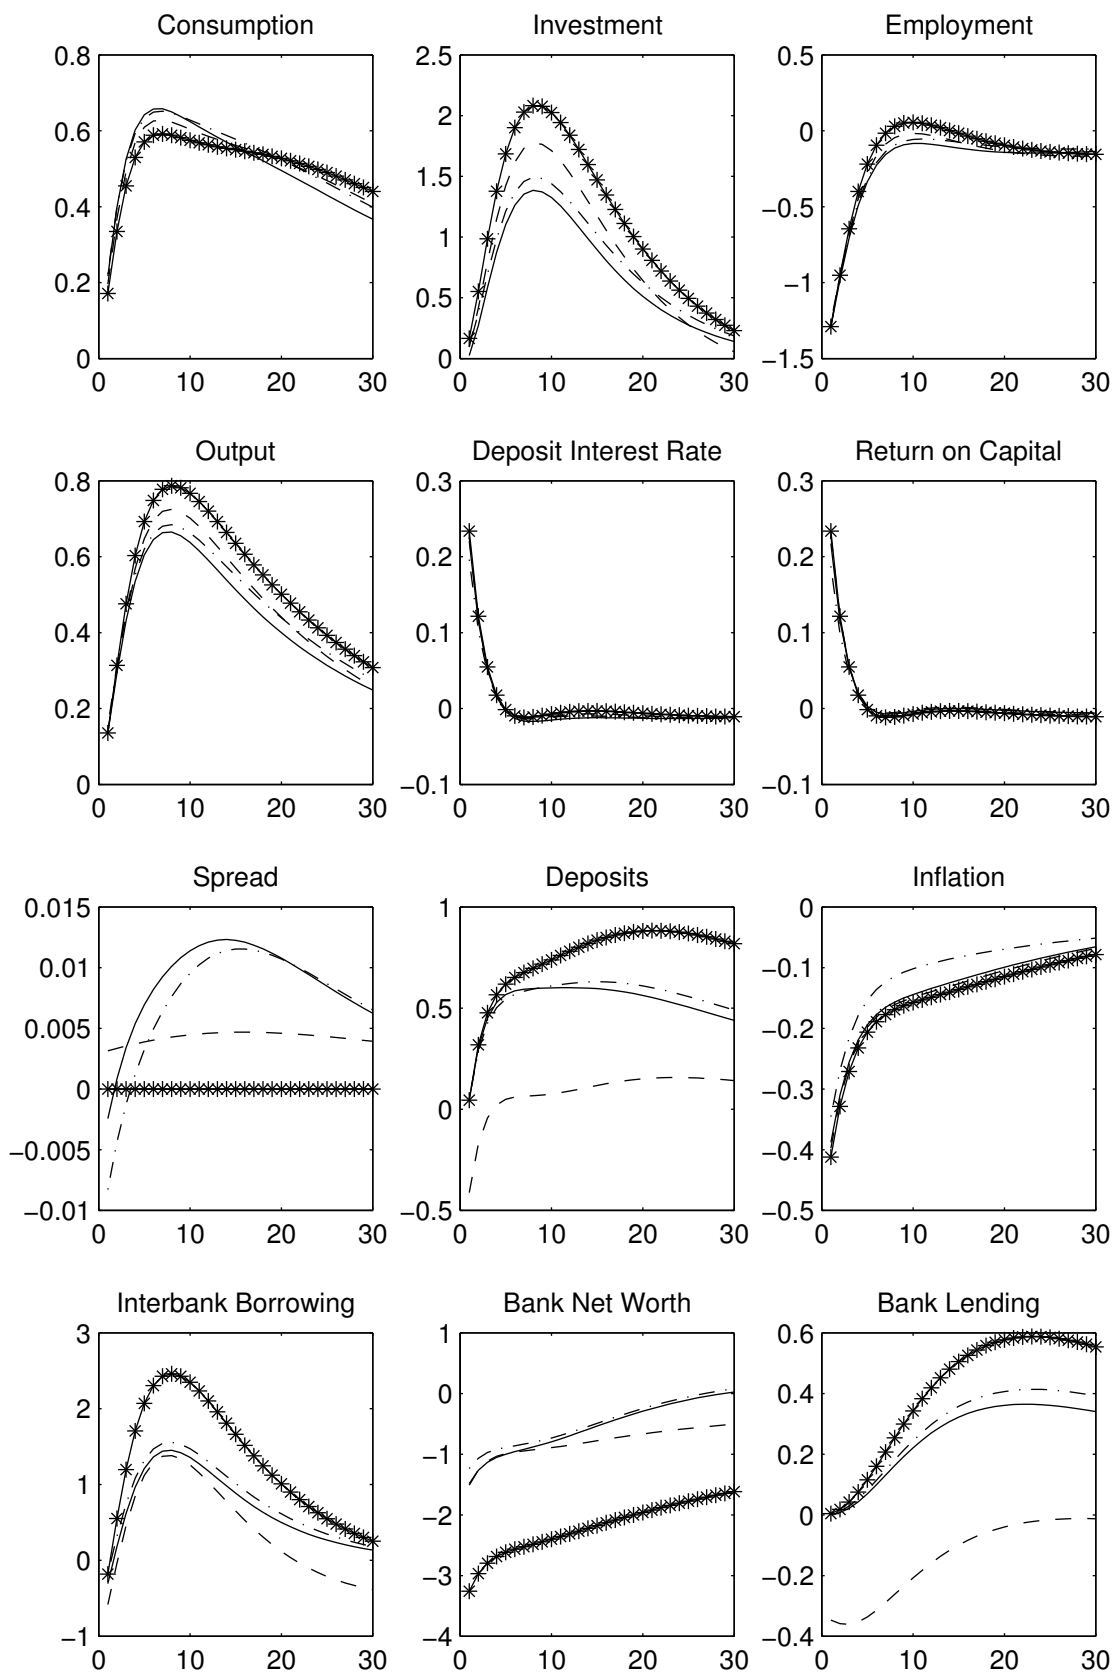 Consumption Investment Employment
0.8 2.5 0.5
2 0
0.6
1.5
−0.5
0.4
1
−1
0.2
0.5
0 0 −1.5
0 10 20 30 0 10 20 30 0 10 20 30
Output Deposit Interest Rate Return on Capital
0.8 0.3 0.3
0.6 0.2 0.2
0.4 0.1 0.1
0.2 0 0
0 −0.1 −0.1
0 10 20 30 0 10 20 30 0 10 20 30
Spread Deposits Inflation
0.015 1 0
0.01 −0.1
0.5
0.005 −0.2
0 −0.3
0
−0.005 −0.4
−0.01 −0.5 −0.5
0 10 20 30 0 10 20 30 0 10 20 30
Interbank Borrowing Bank Net Worth Bank Lending
3 1 0.6
0 0.4
2
−1 0.2
1
−2 0
0
−3 −0.2
−1 −4 −0.4
0 10 20 30 0 10 20 30 0 10 20 30